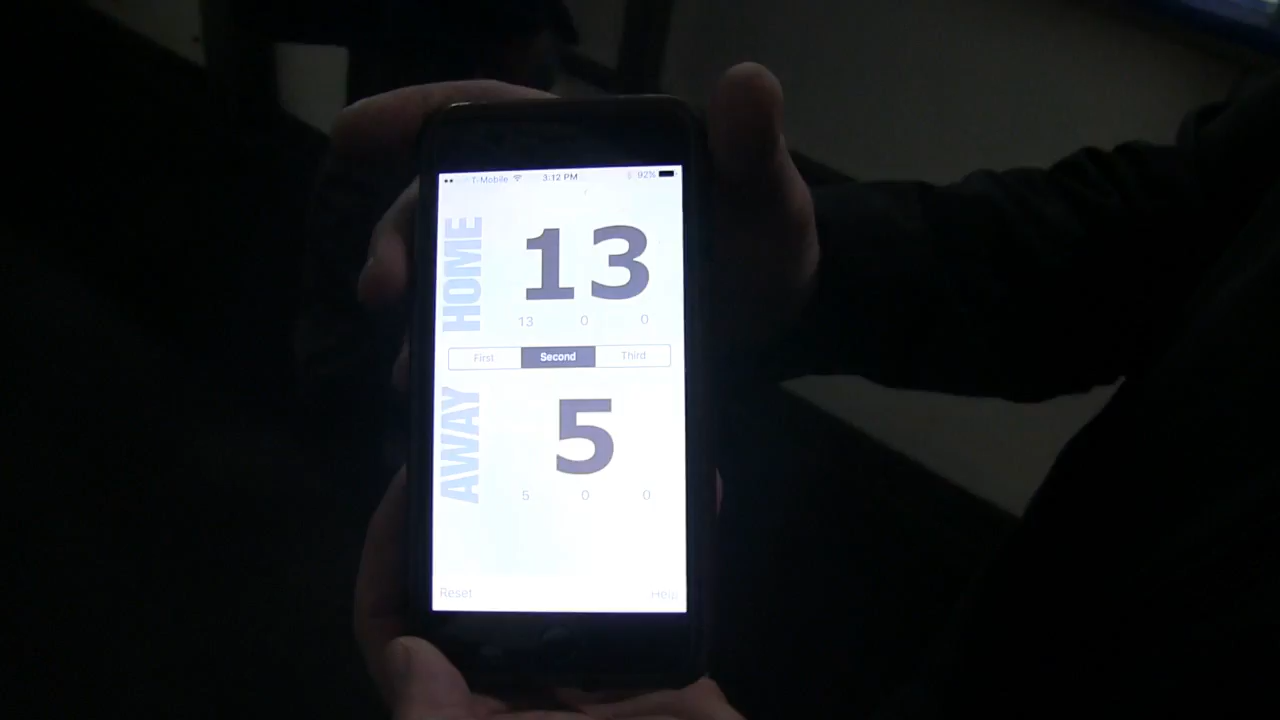 T-Mobile 3:12 PM 92%
HOME
13
13 0 0
First Second Third
AWAY
5
5 0 0
Reset Help